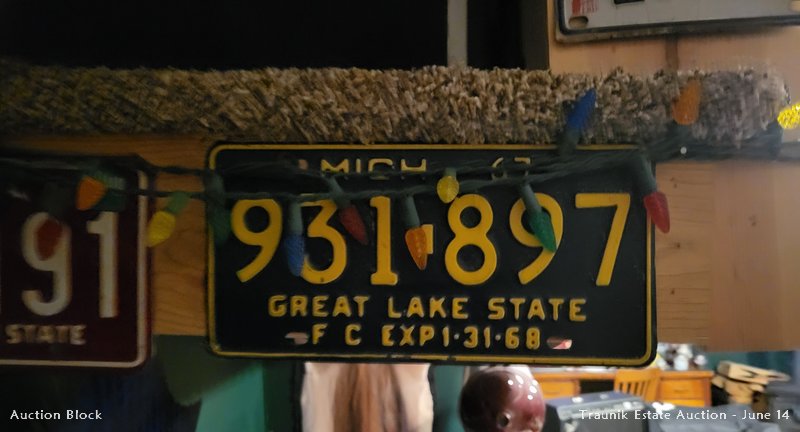 MICH 67
91
931-897
STATE
GREAT LAKE STATE
F C EXP 1·31·68
Auction Block
Traunik Estate Auction - June 14